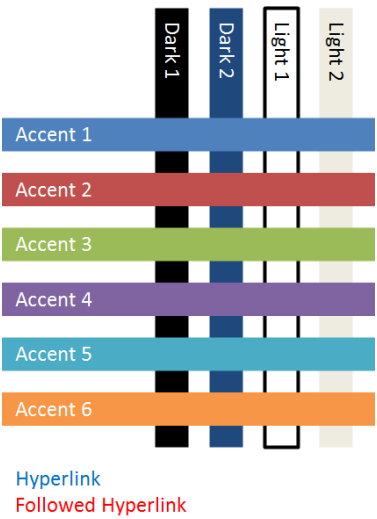 Dark 1
Dark 2
Light 1
Light 2
Accent 1
Accent 2
Accent 3
Accent 4
Accent 5
Accent 6
Hyperlink
Followed Hyperlink